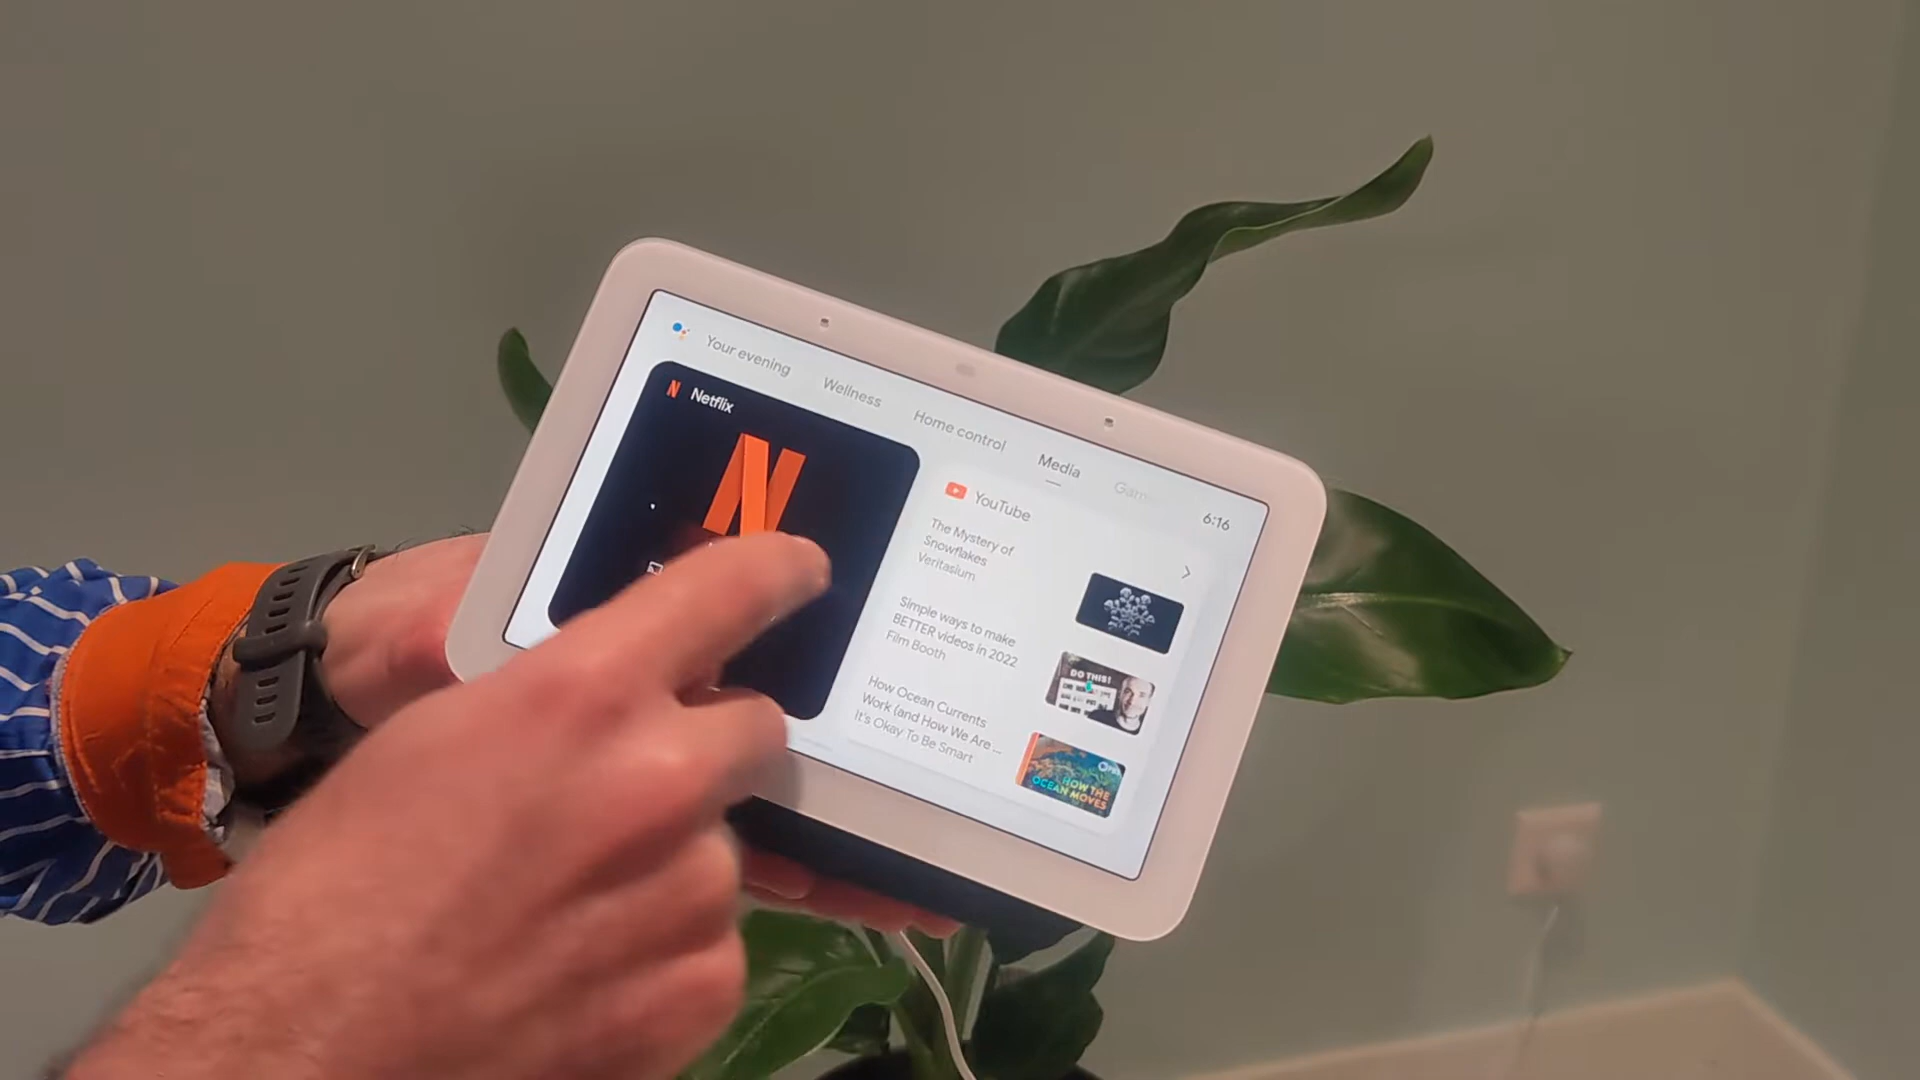 Your evening
Wellness
Home control
Media
Gam
6:16
Netflix
YouTube
The Mystery of
Snowflakes
Veritasium
Simple ways to make
BETTER videos in 2022
Film Booth
DO THIS!
How Ocean Currents
Work (and How We Are ...
It's Okay To Be Smart
HOW THE
OCEAN MOVES